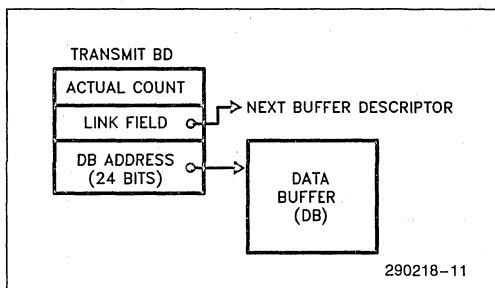 TRANSMIT BD
ACTUAL COUNT
LINK FIELD
NEXT BUFFER DESCRIPTOR
DB ADDRESS
(24 BITS)
DATA
BUFFER
(DB)
290218-11